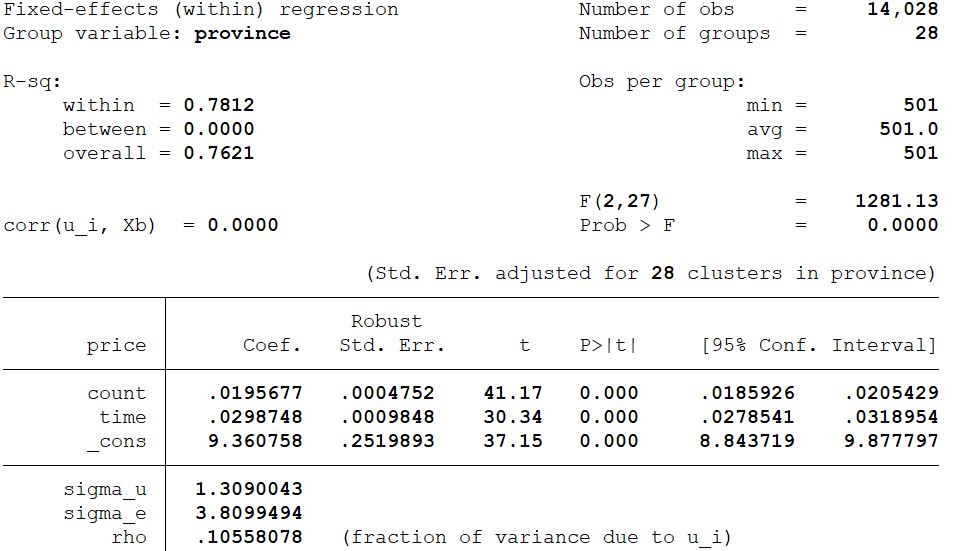 Fixed-effects (within) regression Number of obs = 14,028
Group variable: province Number of groups = 28
R-sq: Obs per group:
within = 0.7812 min = 501
between = 0.0000 avg = 501.0
overall = 0.7621 max = 501
F(2,27) = 1281.13
corr(u_i, Xb) = 0.0000 Prob > F = 0.0000
(Std. Err. adjusted for 28 clusters in province)
Robust
price Coef. Std. Err. t P>|t| [95% Conf. Interval]
count .0195677 .0004752 41.17 0.000 .0185926 .0205429
time .0298748 .0009848 30.34 0.000 .0278541 .0318954
_cons 9.360758 .2519893 37.15 0.000 8.843719 9.877797
sigma_u 1.3090043
sigma_e 3.8099494
rho .10558078 (fraction of variance due to u_i)